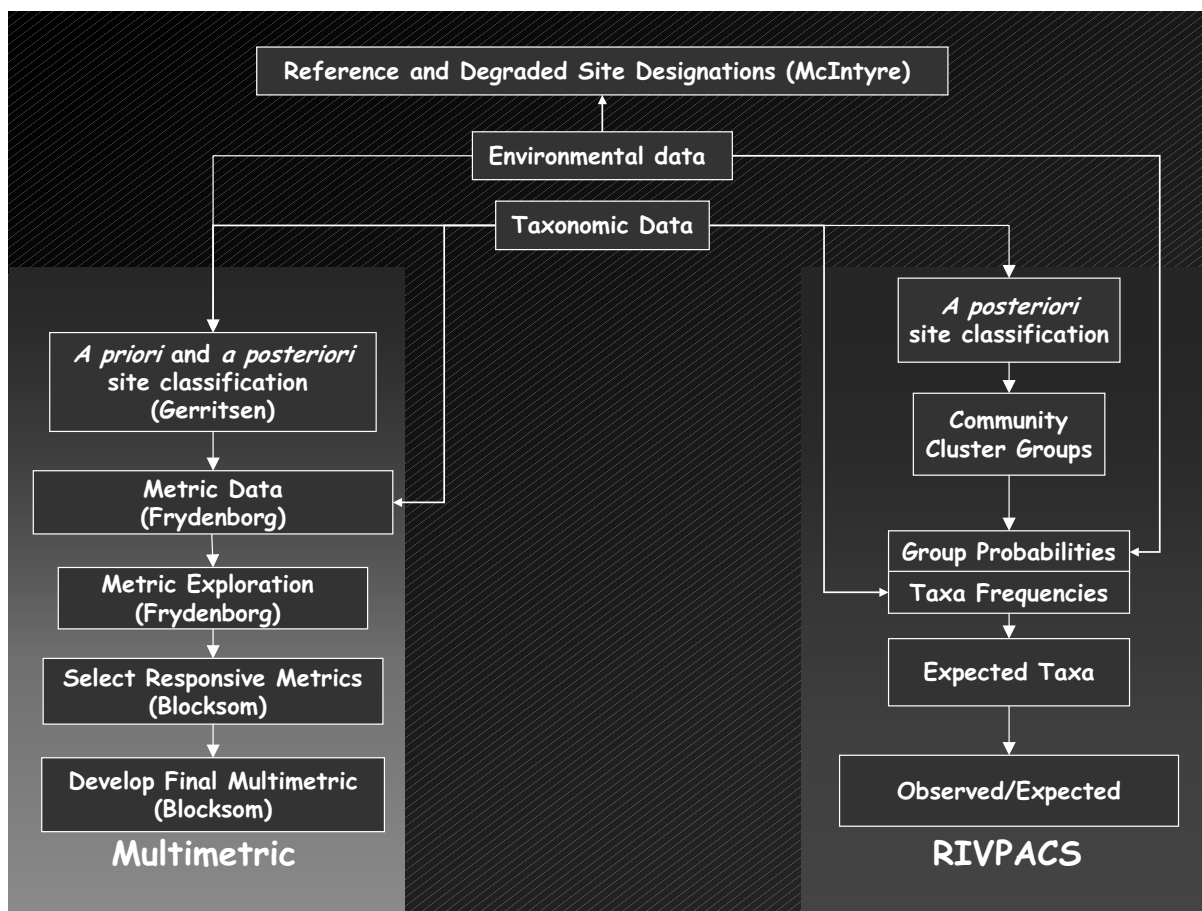 Reference and Degraded Site Designations (McIntyre)
Environmental data
Taxonomic Data
A priori and a posteriori
site classification
(Gerritsen)
Metric Data
(Frydenborg)
Metric Exploration
(Frydenborg)
Select Responsive Metrics
(Blocksom)
Develop Final Multimetric
(Blocksom)
Multimetric
A posteriori
site classification
Community
Cluster Groups
Group Probabilities
Taxa Frequencies
Expected Taxa
Observed/Expected
RIVPACS